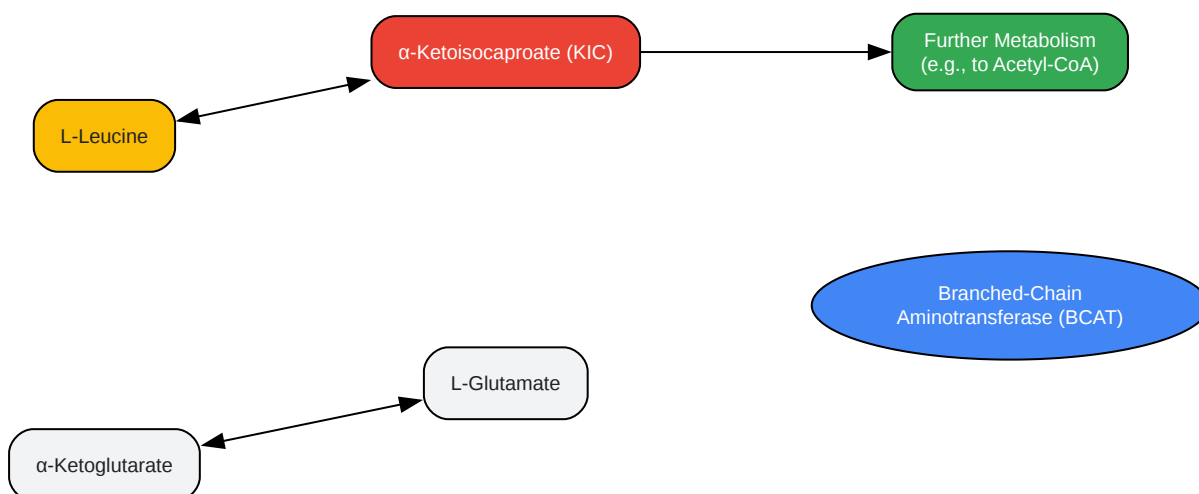 α-Ketoisocaproate (KIC)
Further Metabolism
(e.g., to Acetyl-CoA)
L-Leucine
Branched-Chain
Aminotransferase (BCAT)
L-Glutamate
α-Ketoglutarate